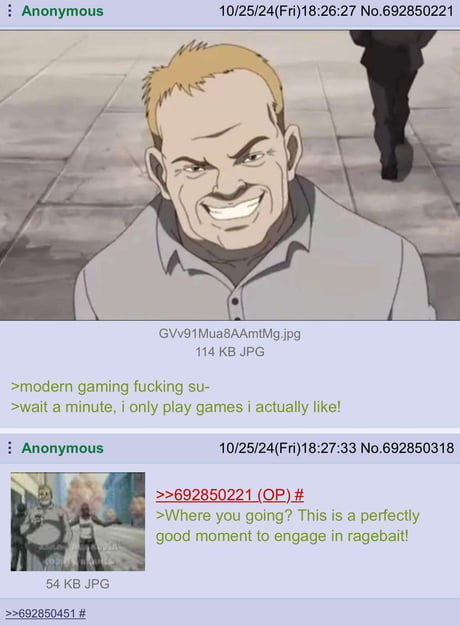 Anonymous 10/25/24(Fri)18:26:27 No.692850221
GVv91Mua8AAmtMg.jpg
114 KB JPG
>modern gaming fucking su-
>wait a minute, i only play games i actually like!
Anonymous 10/25/24(Fri)18:27:33 No.692850318
>>692850221 (OP) #
>Where you going? This is a perfectly
good moment to engage in ragebait!
54 KB JPG
>>692850451 #